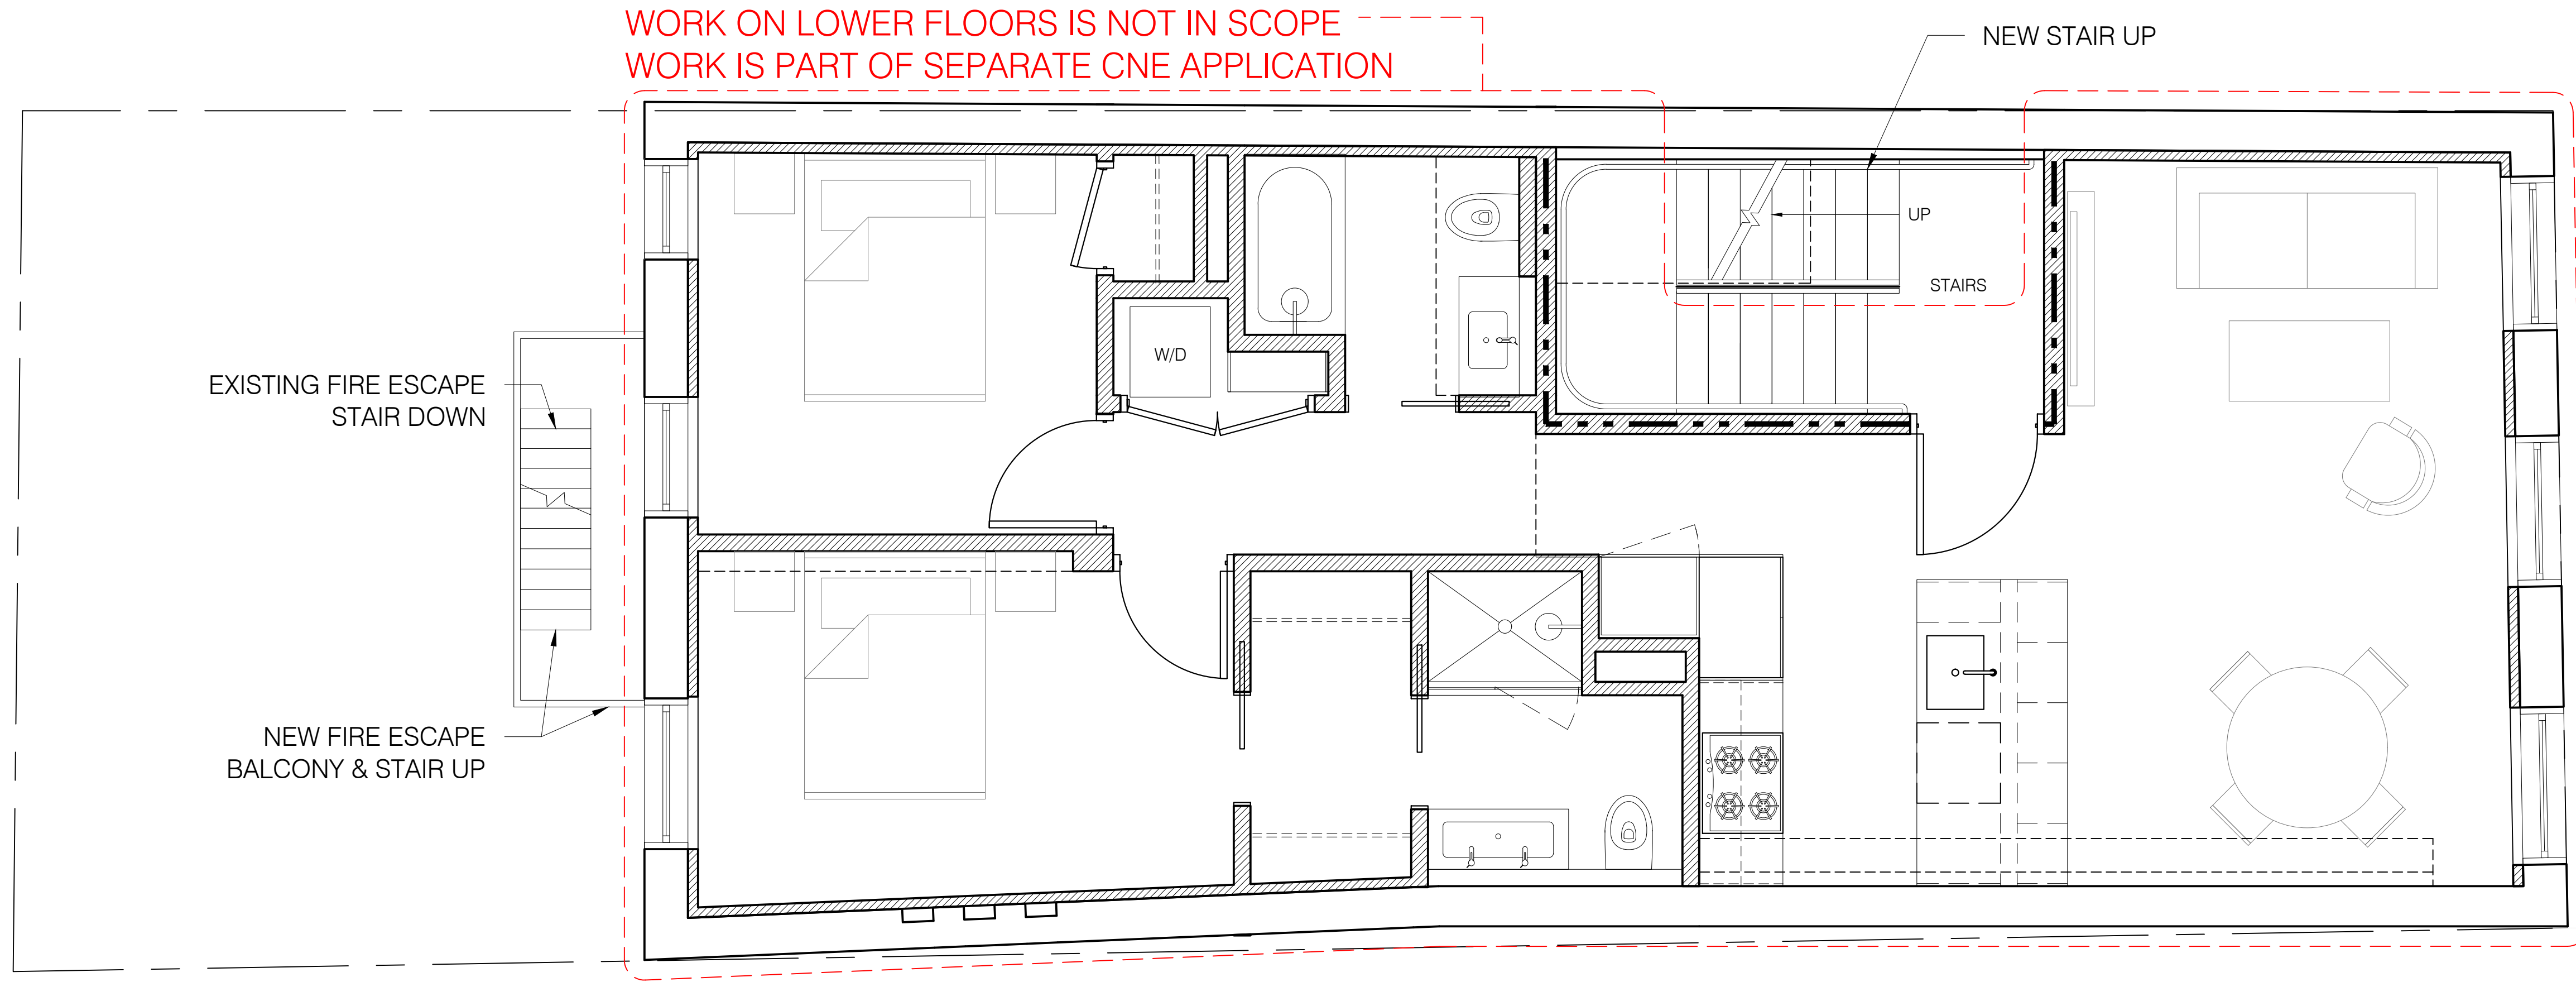 WORK ON LOWER FLOORS IS NOT IN SCOPE
WORK IS PART OF SEPARATE CNE APPLICATION
NEW STAIR UP
UP
STAIRS
W/D
EXISTING FIRE ESCAPE
STAIR DOWN
NEW FIRE ESCAPE
BALCONY & STAIR UP